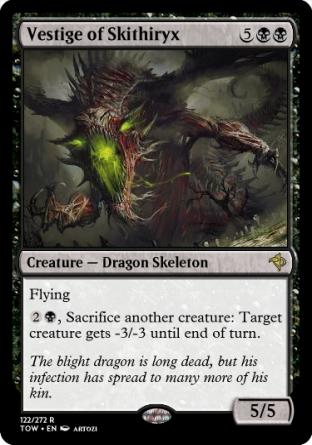 Vestige of Skithiryx 5
Creature — Dragon Skeleton
Flying
2, Sacrifice another creature: Target
creature gets -3/-3 until end of turn.
The blight dragon is long dead, but his
infection has spread to many more of his
kin.
5/5
122/272 R
TOW • EN ARTOZI